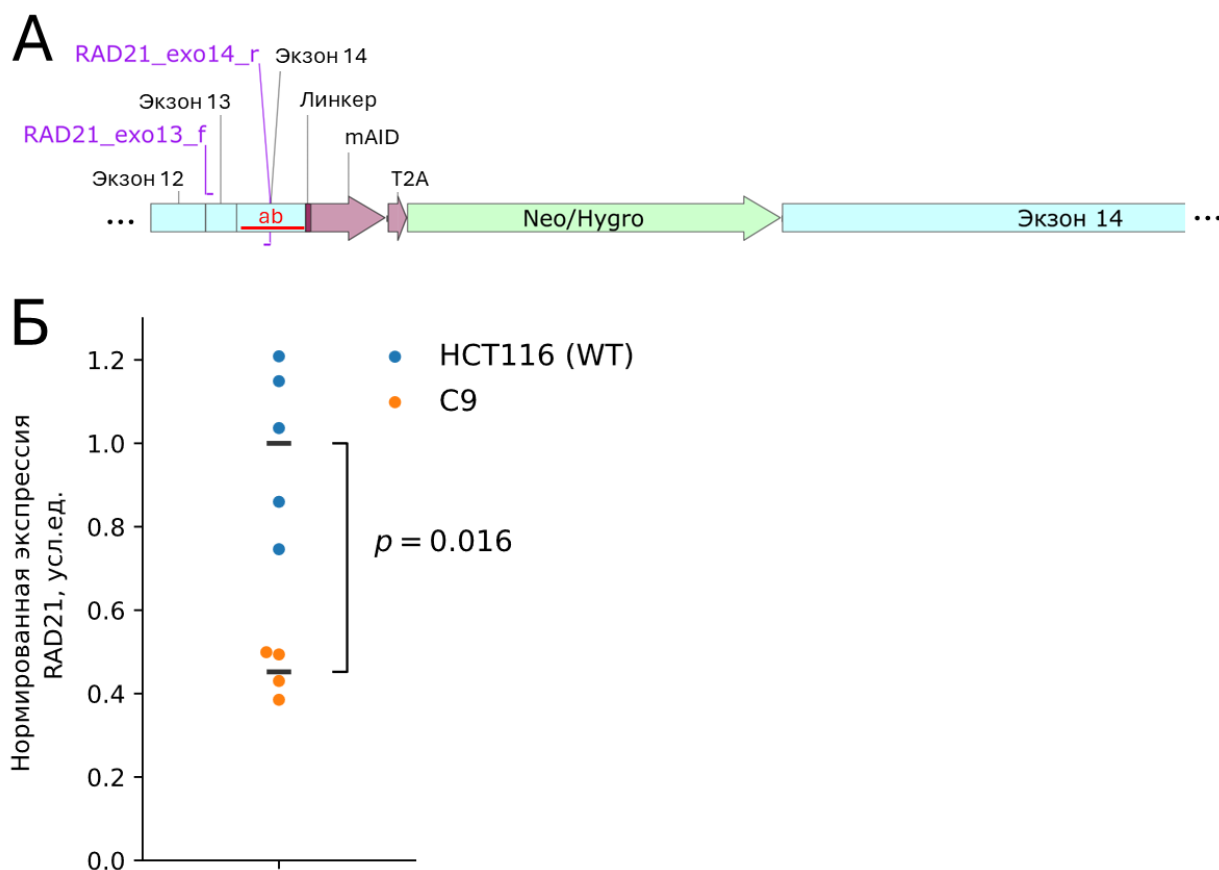 А
RAD21_exo14_r
Экзон 14
Экзон 13
Линкер
RAD21_exo13_f
mAID
Экзон 12
T2A
...
ab
Neo/Hygro
Экзон 14
...
Б
1.2
1.0
0.8
0.6
0.4
0.2
0.0
Нормированная экспрессия
RAD21, усл.ед.
HCT116 (WT)
C9
p = 0.016